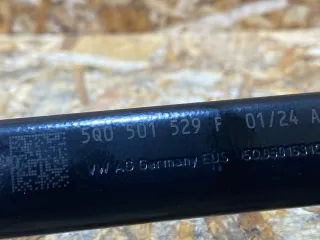 5Q0 501 529 F 01/24 A
VW AG Germany EDS